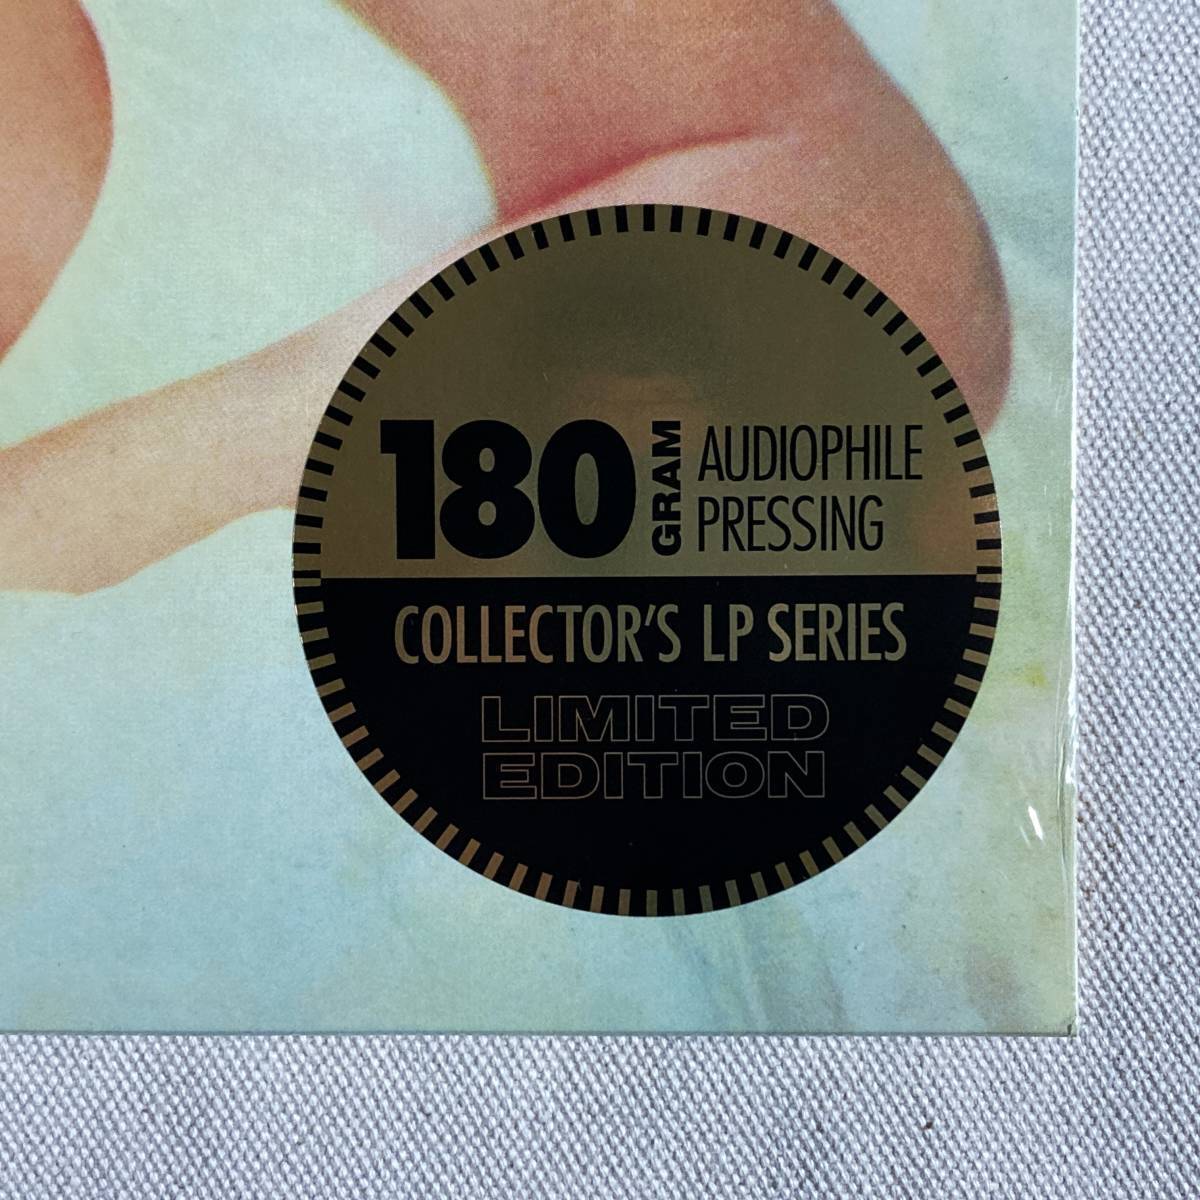 180 GRAM AUDIOPHILE
PRESSING
COLLECTOR'S LP SERIES
LIMITED
EDITION